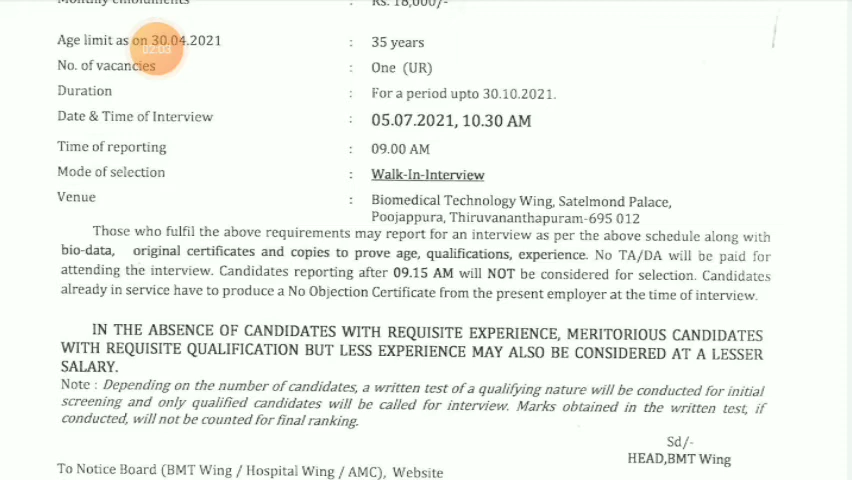 Monthly emoluments : Rs. 18,000/-
Age limit as on 30.04.2021 : 35 years
02:03
No. of vacancies : One (UR)
Duration : For a period upto 30.10.2021.
Date & Time of Interview : 05.07.2021, 10.30 AM
Time of reporting : 09.00 AM
Mode of selection : Walk-In-Interview
Venue : Biomedical Technology Wing, Satelmond Palace,
Poojappura, Thiruvananthapuram-695 012
Those who fulfil the above requirements may report for an interview as per the above schedule along with
bio-data, original certificates and copies to prove age, qualifications, experience. No TA/DA will be paid for
attending the interview. Candidates reporting after 09.15 AM will NOT be considered for selection. Candidates
already in service have to produce a No Objection Certificate from the present employer at the time of interview.
IN THE ABSENCE OF CANDIDATES WITH REQUISITE EXPERIENCE, MERITORIOUS CANDIDATES
WITH REQUISITE QUALIFICATION BUT LESS EXPERIENCE MAY ALSO BE CONSIDERED AT A LESSER
SALARY.
Note : Depending on the number of candidates, a written test of a qualifying nature will be conducted for initial
screening and only qualified candidates will be called for interview. Marks obtained in the written test, if
conducted, will not be counted for final ranking.
Sd/-
HEAD,BMT Wing
To Notice Board (BMT Wing / Hospital Wing / AMC), Website